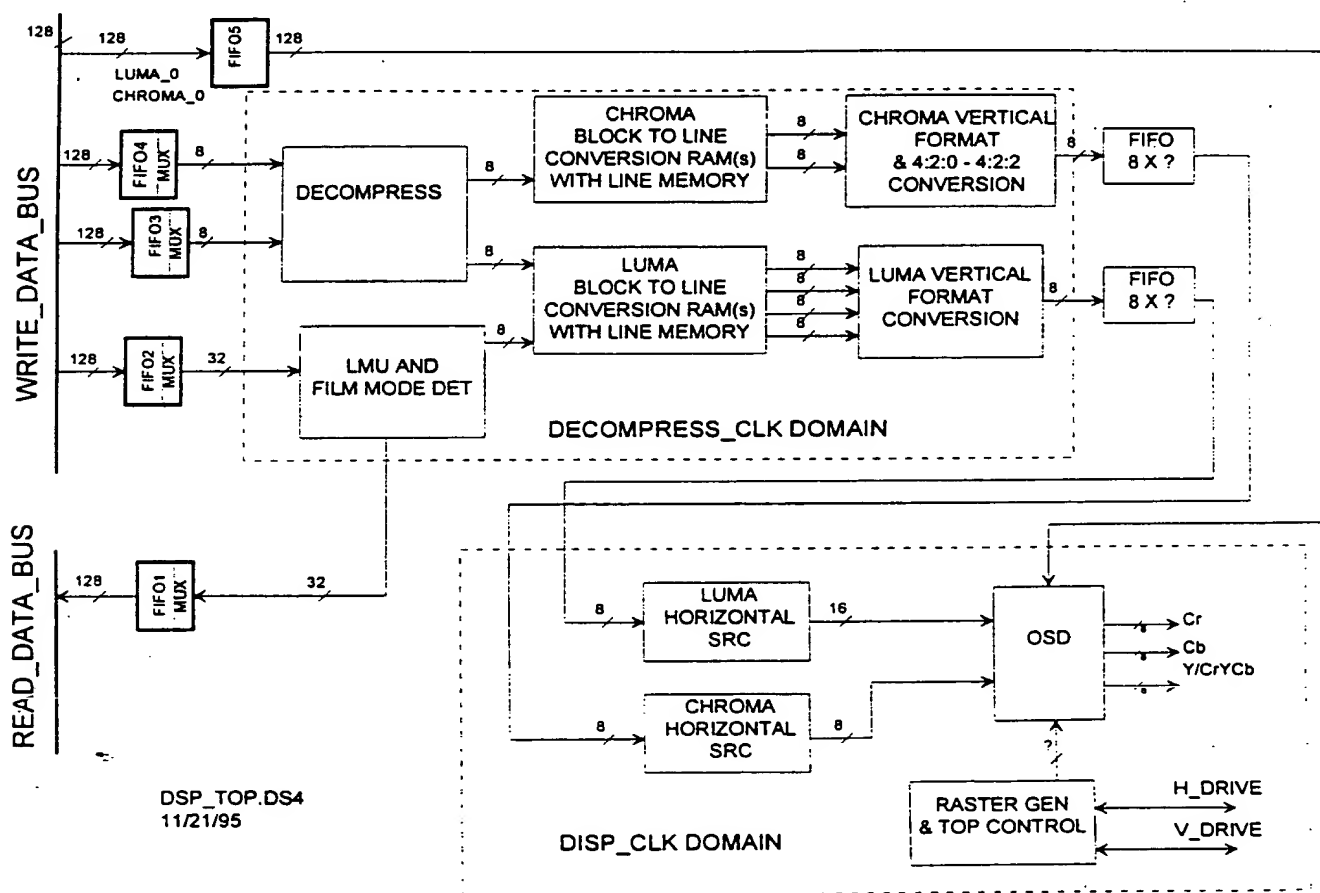 128
128
FIFO5
128
LUMA_0
CHROMA_0
WRITE_DATA_BUS
128
FIFO4
MUX
8
128
FIFO3
MUX
8
DECOMPRESS
8
8
CHROMA
BLOCK TO LINE
CONVERSION RAM(s)
WITH LINE MEMORY
8
8
CHROMA VERTICAL
FORMAT
& 4:2:0 - 4:2:2
CONVERSION
8
FIFO
8 X ?
LUMA
BLOCK TO LINE
CONVERSION RAM(s)
WITH LINE MEMORY
8
8
8
8
LUMA VERTICAL
FORMAT
CONVERSION
8
FIFO
8 X ?
128
FIFO2
MUX
32
LMU AND
FILM MODE DET
8
DECOMPRESS_CLK DOMAIN
READ_DATA_BUS
128
FIFO1
MUX
32
8
LUMA
HORIZONTAL
SRC
16
OSD
Cr
Cb
Y/CrYCb
8
CHROMA
HORIZONTAL
SRC
8
?
RASTER GEN
& TOP CONTROL
H_DRIVE
V_DRIVE
DSP_TOP.DS4
11/21/95
DISP_CLK DOMAIN